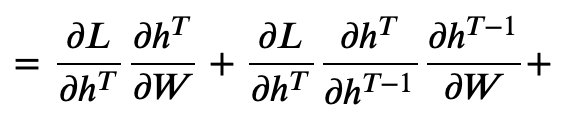 = ∂L/∂h^T ∂h^T/∂W + ∂L/∂h^T ∂h^T/∂h^{T−1} ∂h^{T−1}/∂W +